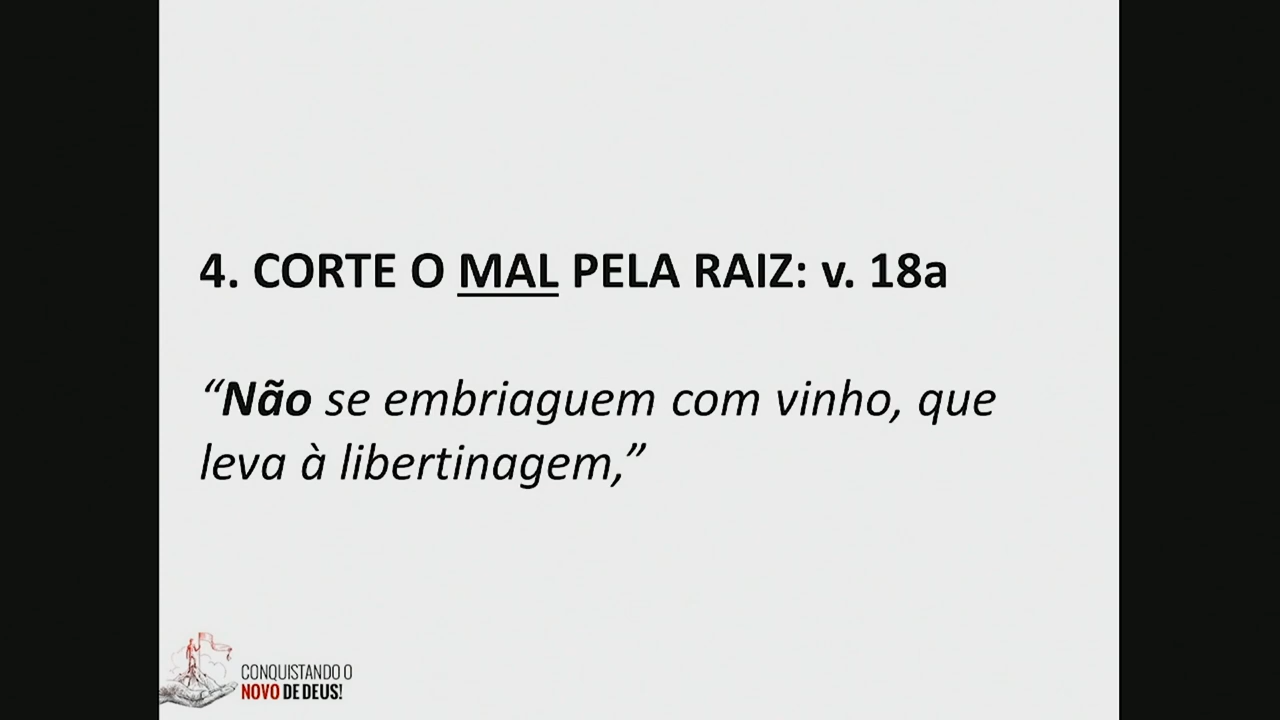 4. CORTE O MAL PELA RAIZ: v. 18a
“Não se embriaguem com vinho, que
leva à libertinagem,”
CONQUISTANDO O
NOVO DE DEUS!